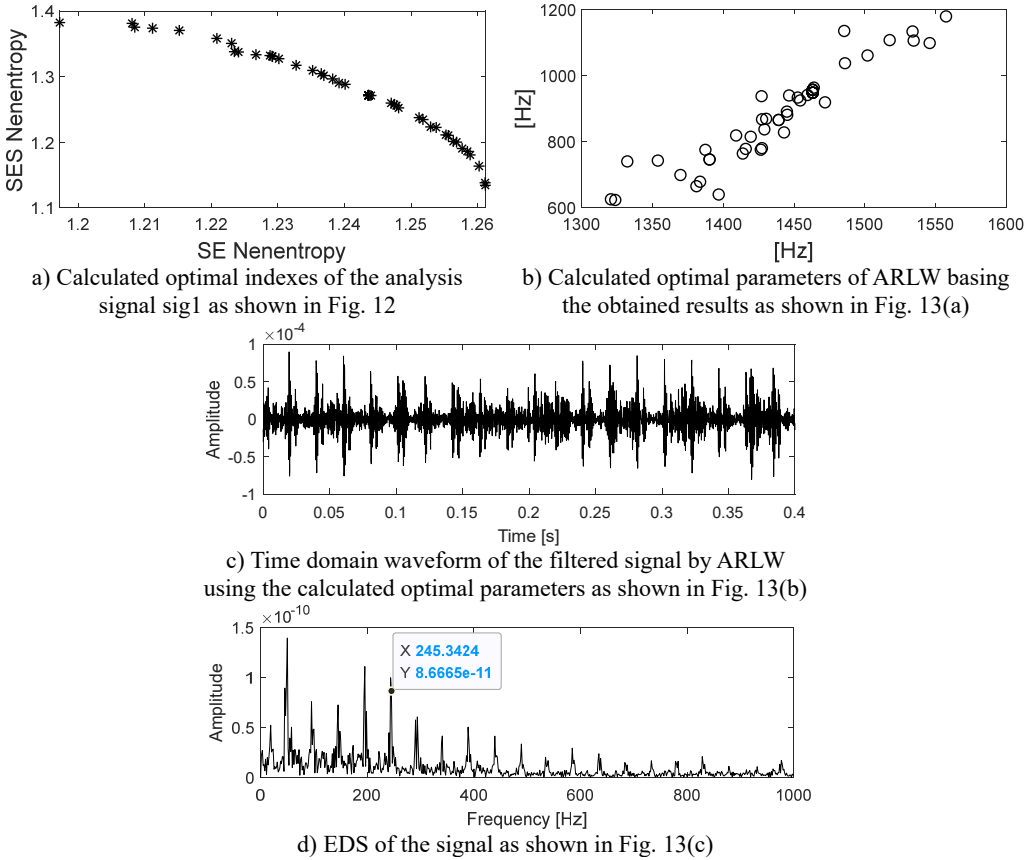 1.4
1.3
1.2
1.1
SES Nenentropy
1.2 1.21 1.22 1.23 1.24 1.25 1.26
SE Nenentropy
1200
1000
800
600
[Hz]
1300 1350 1400 1450 1500 1550 1600
[Hz]
a) Calculated optimal indexes of the analysis
signal sig1 as shown in Fig. 12
b) Calculated optimal parameters of ARLW basing
the obtained results as shown in Fig. 13(a)
×10-4
1
0.5
0
-0.5
-1
Amplitude
0 0.05 0.1 0.15 0.2 0.25 0.3 0.35 0.4
Time [s]
c) Time domain waveform of the filtered signal by ARLW
using the calculated optimal parameters as shown in Fig. 13(b)
×10-10
1.5
1
0.5
0
Amplitude
X 245.3424
Y 8.6665e-11
0 200 400 600 800 1000
Frequency [Hz]
d) EDS of the signal as shown in Fig. 13(c)